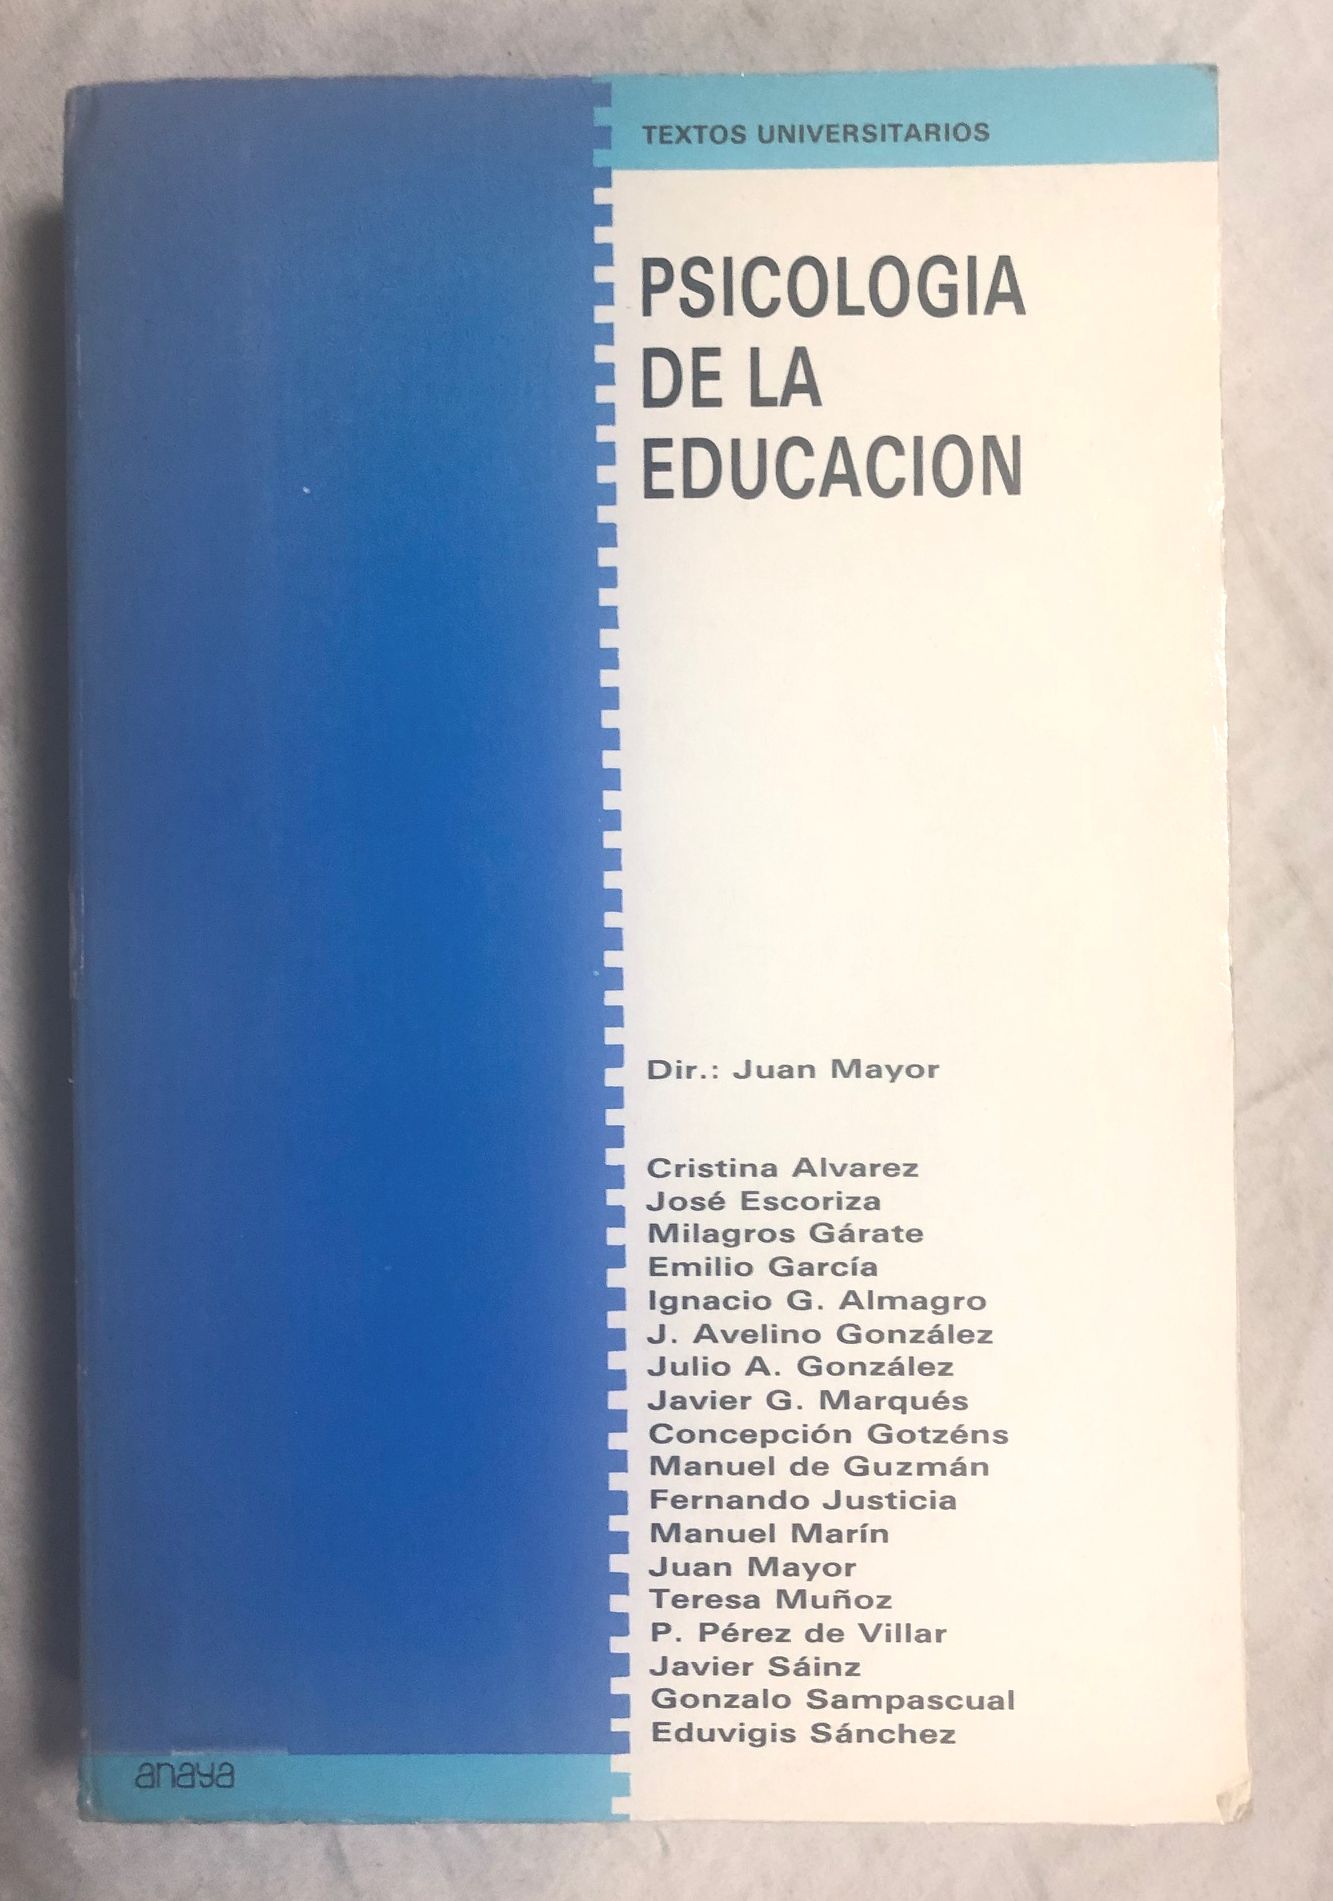 TEXTOS UNIVERSITARIOS
PSICOLOGIA
DE LA
EDUCACION
Dir.: Juan Mayor
Cristina Alvarez
José Escoriza
Milagros Gárate
Emilio García
Ignacio G. Almagro
J. Avelino González
Julio A. González
Javier G. Marqués
Concepción Gotzéns
Manuel de Guzmán
Fernando Justicia
Manuel Marín
Juan Mayor
Teresa Muñoz
P. Pérez de Villar
Javier Sáinz
Gonzalo Sampascual
Eduvigis Sánchez
anaya